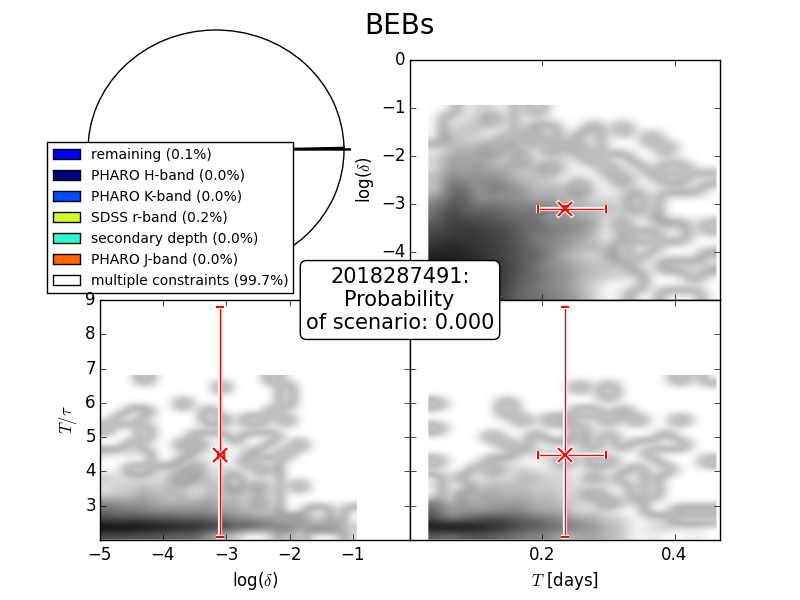 BEBs
remaining (0.1%)
PHARO H-band (0.0%)
PHARO K-band (0.0%)
SDSS r-band (0.2%)
secondary depth (0.0%)
PHARO J-band (0.0%)
multiple constraints (99.7%)
0
−1
−2
−3
−4
log(δ)
2018287491:
Probability
of scenario: 0.000
9
8
7
6
5
4
3
T/τ
−5 −4 −3 −2 −1
log(δ)
0.2 0.4
T [days]